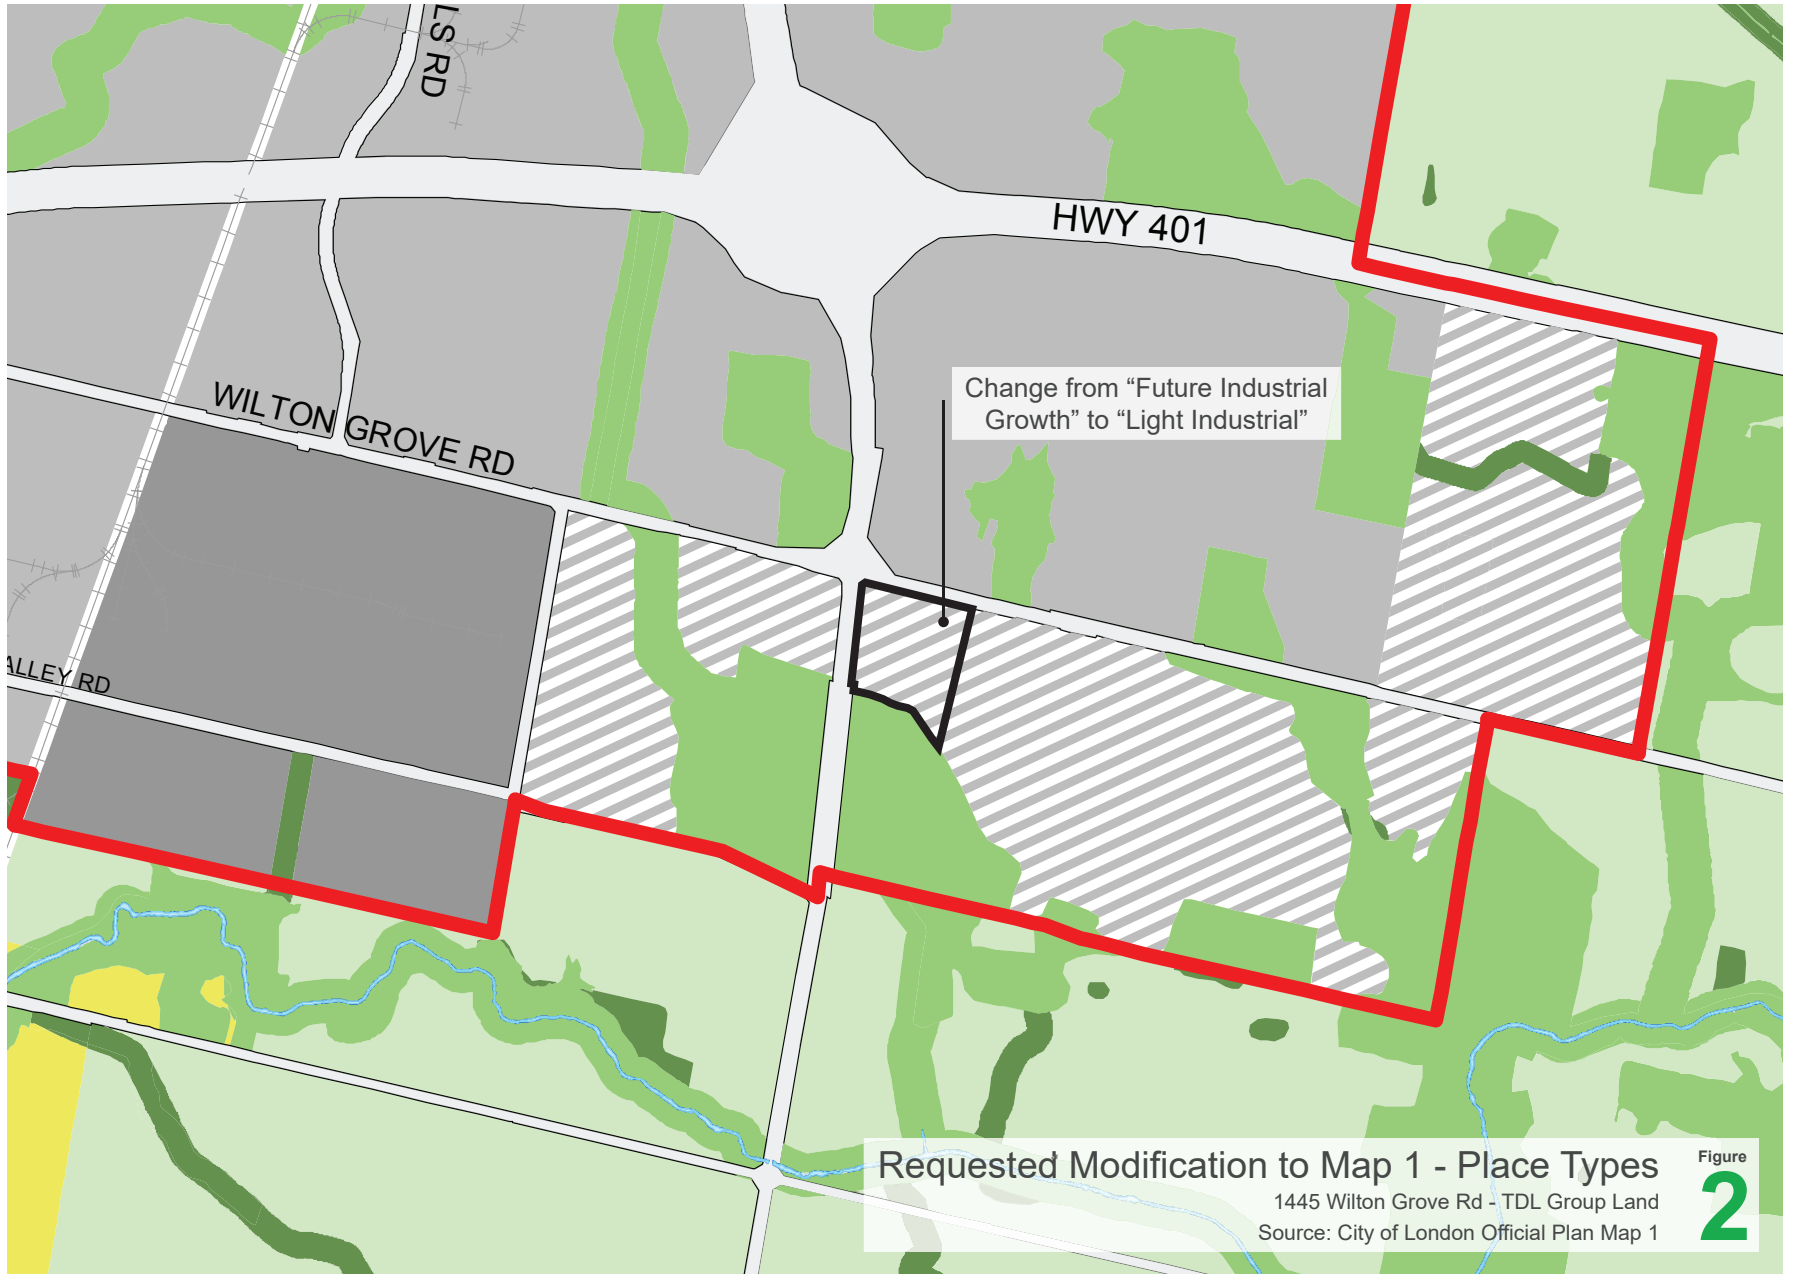 LS RD
HWY 401
Change from “Future Industrial
Growth” to “Light Industrial”
WILTON GROVE RD
ALLEY RD
Requested Modification to Map 1 - Place Types
1445 Wilton Grove Rd - TDL Group Land
Source: City of London Official Plan Map 1
Figure
2